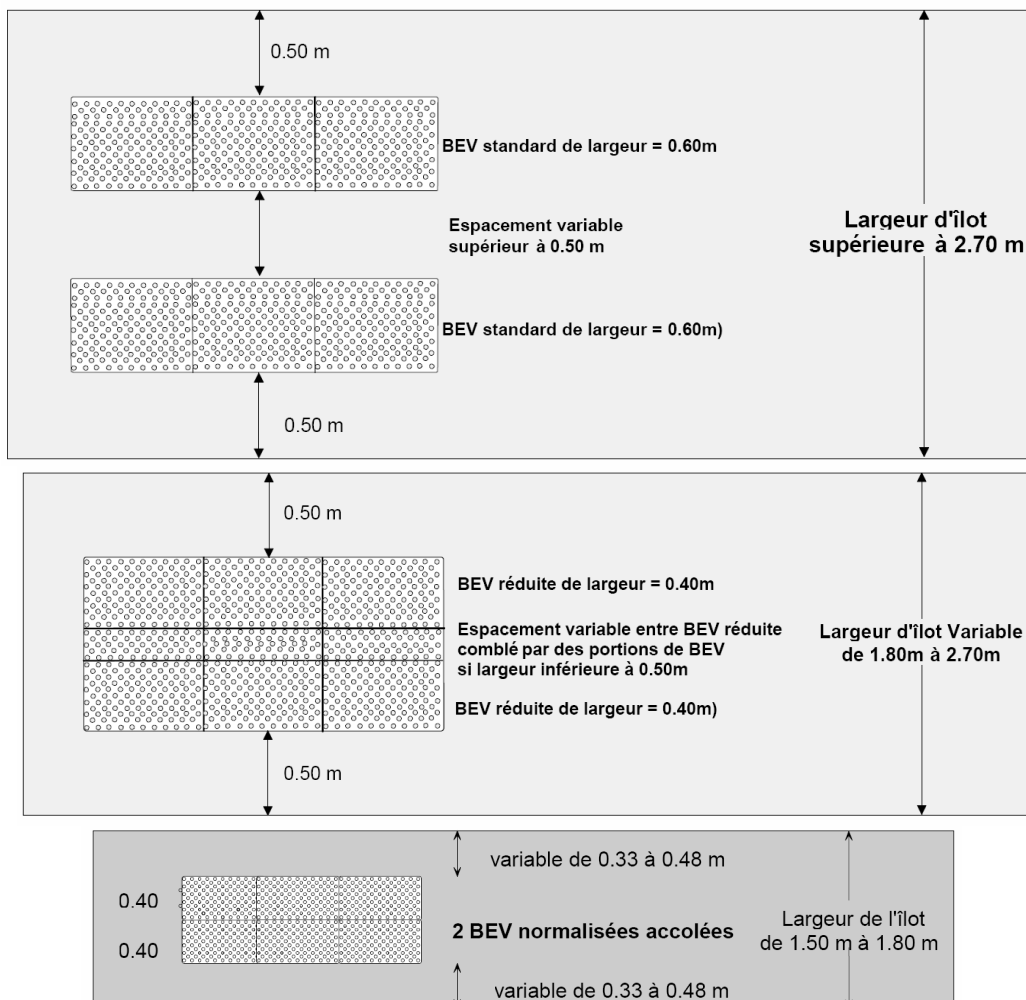 0.50 m
BEV standard de largeur = 0.60m
Espacement variable
supérieur à 0.50 m
Largeur d'îlot
supérieure à 2.70 m
BEV standard de largeur = 0.60m)
0.50 m
0.50 m
BEV réduite de largeur = 0.40m
Espacement variable entre BEV réduite
comblé par des portions de BEV
si largeur inférieure à 0.50m
Largeur d'îlot Variable
de 1.80m à 2.70m
BEV réduite de largeur = 0.40m)
0.50 m
variable de 0.33 à 0.48 m
0.40
2 BEV normalisées accolées
Largeur de l'îlot
de 1.50 m à 1.80 m
0.40
variable de 0.33 à 0.48 m